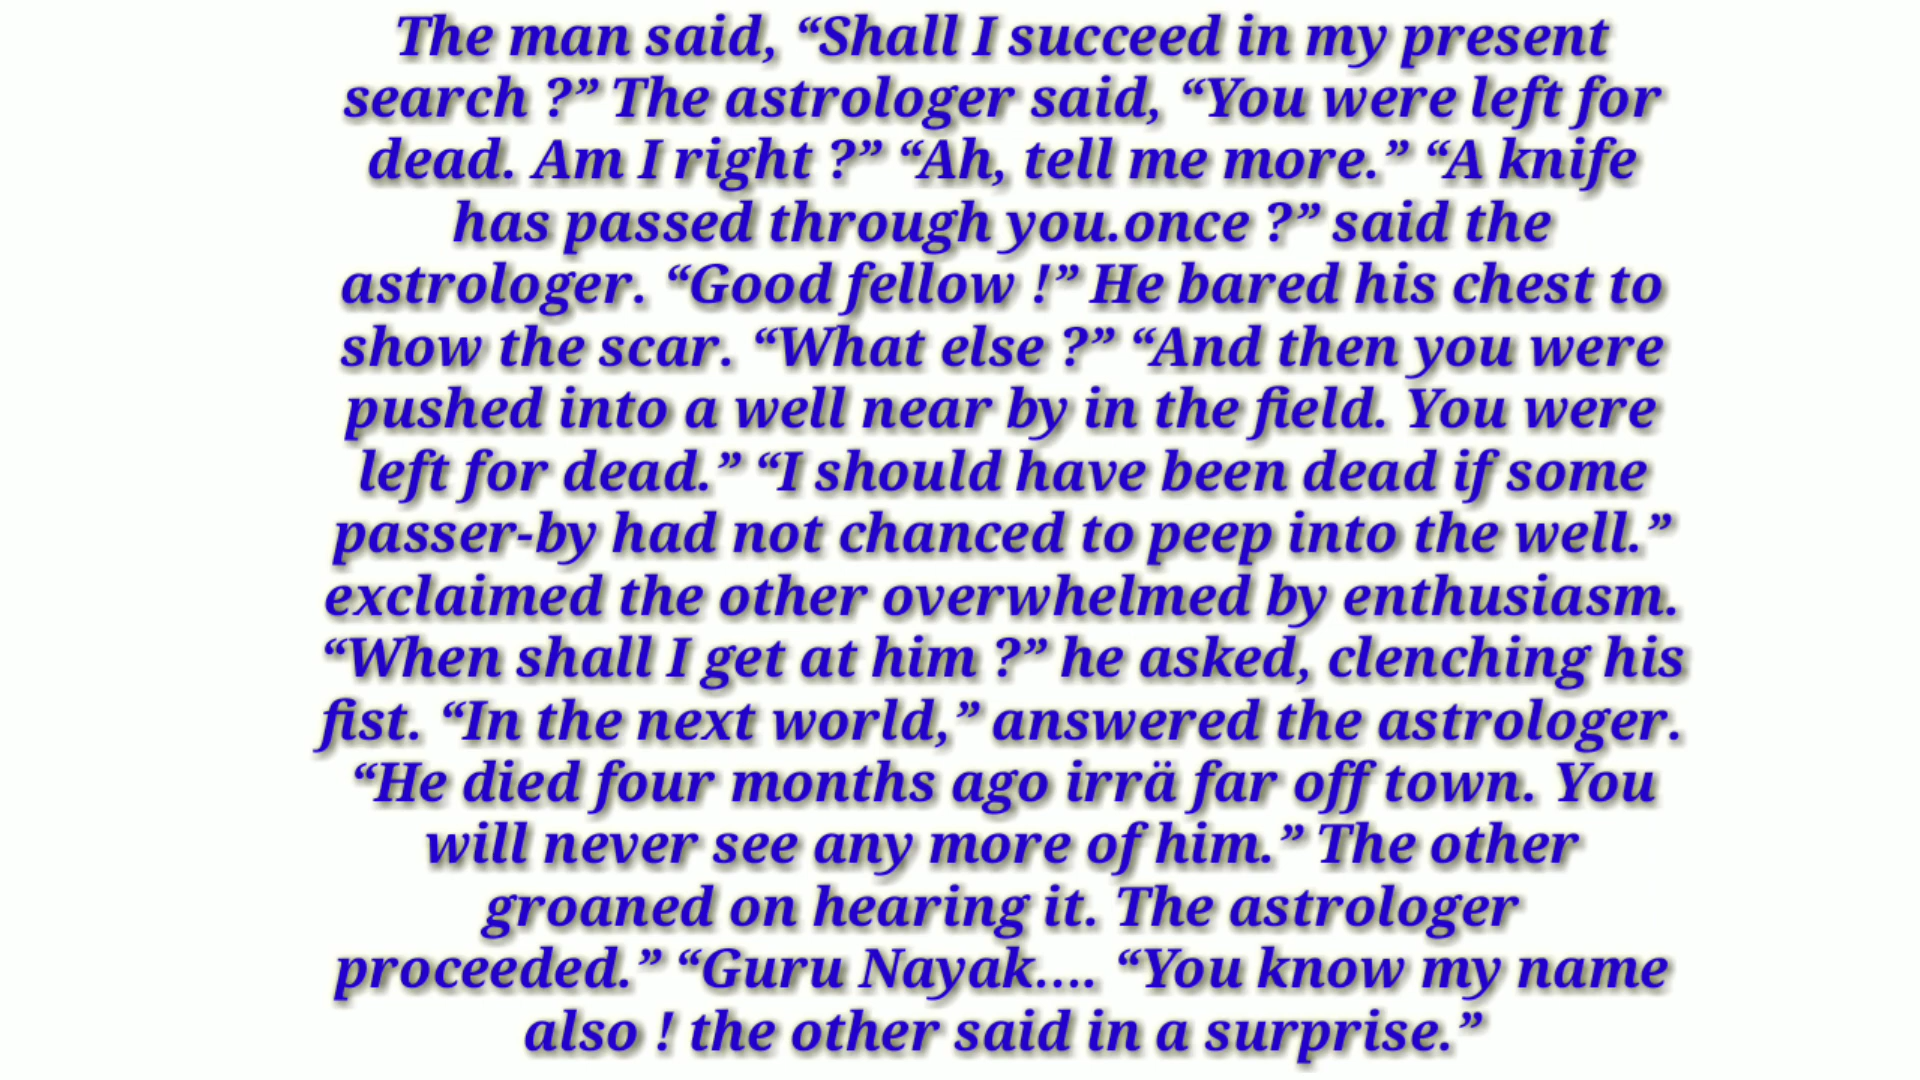 The man said, “Shall I succeed in my present
search ?” The astrologer said, “You were left for
dead. Am I right ?” “Ah, tell me more.” “A knife
has passed through you.once ?” said the
astrologer. “Good fellow !” He bared his chest to
show the scar. “What else ?” “And then you were
pushed into a well near by in the field. You were
left for dead.” “I should have been dead if some
passer-by had not chanced to peep into the well.”
exclaimed the other overwhelmed by enthusiasm.
“When shall I get at him ?” he asked, clenching his
fist. “In the next world,” answered the astrologer.
“He died four months ago irrä far off town. You
will never see any more of him.” The other
groaned on hearing it. The astrologer
proceeded.” “Guru Nayak.... “You know my name
also ! the other said in a surprise.”